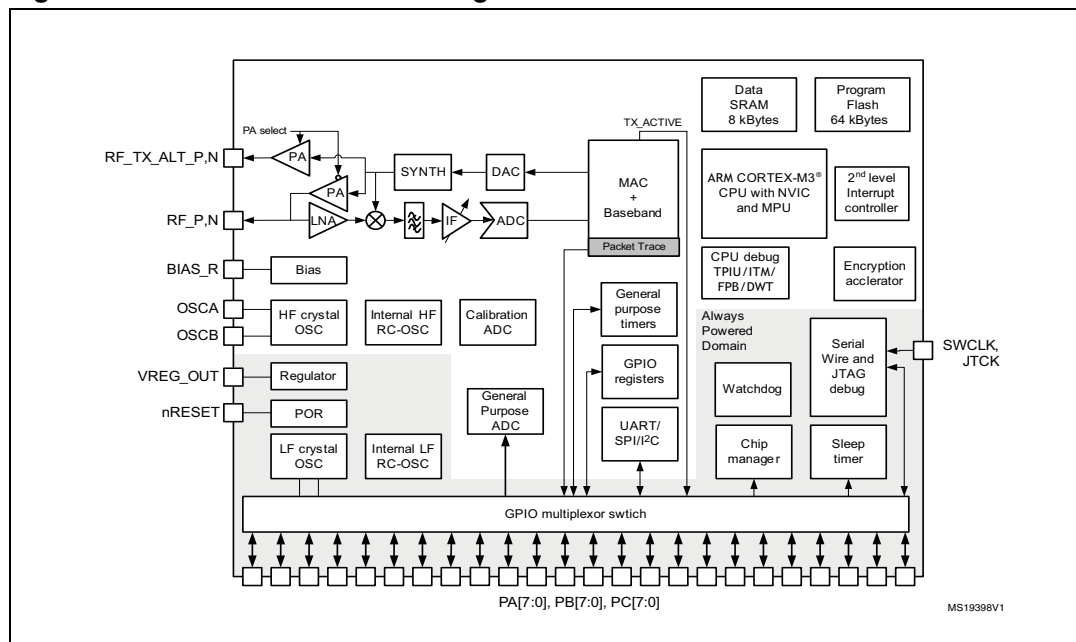 Data
SRAM
8 kBytes
Program
Flash
64 kBytes
TX_ACTIVE
PA select
RF_TX_ALT_P,N
PA
SYNTH
DAC
MAC
+
Baseband
ARM CORTEX-M3®
CPU with NVIC
and MPU
2nd level
Interrupt
controller
PA
RF_P,N
LNA
IF
ADC
Packet Trace
CPU debug
TPIU/ITM/
FPB/DWT
Encryption
acclerator
BIAS_R
Bias
OSCA
OSCB
HF crystal
OSC
Internal HF
RC-OSC
Calibration
ADC
General
purpose
timers
Always
Powered
Domain
Serial
Wire and
JTAG
debug
SWCLK,
JTCK
VREG_OUT
Regulator
GPIO
registers
Watchdog
nRESET
POR
General
Purpose
ADC
UART/
SPI/I2C
Chip
manager
Sleep
timer
LF crystal
OSC
Internal LF
RC-OSC
GPIO multiplexor swtich
PA[7:0], PB[7:0], PC[7:0]
MS19398V1